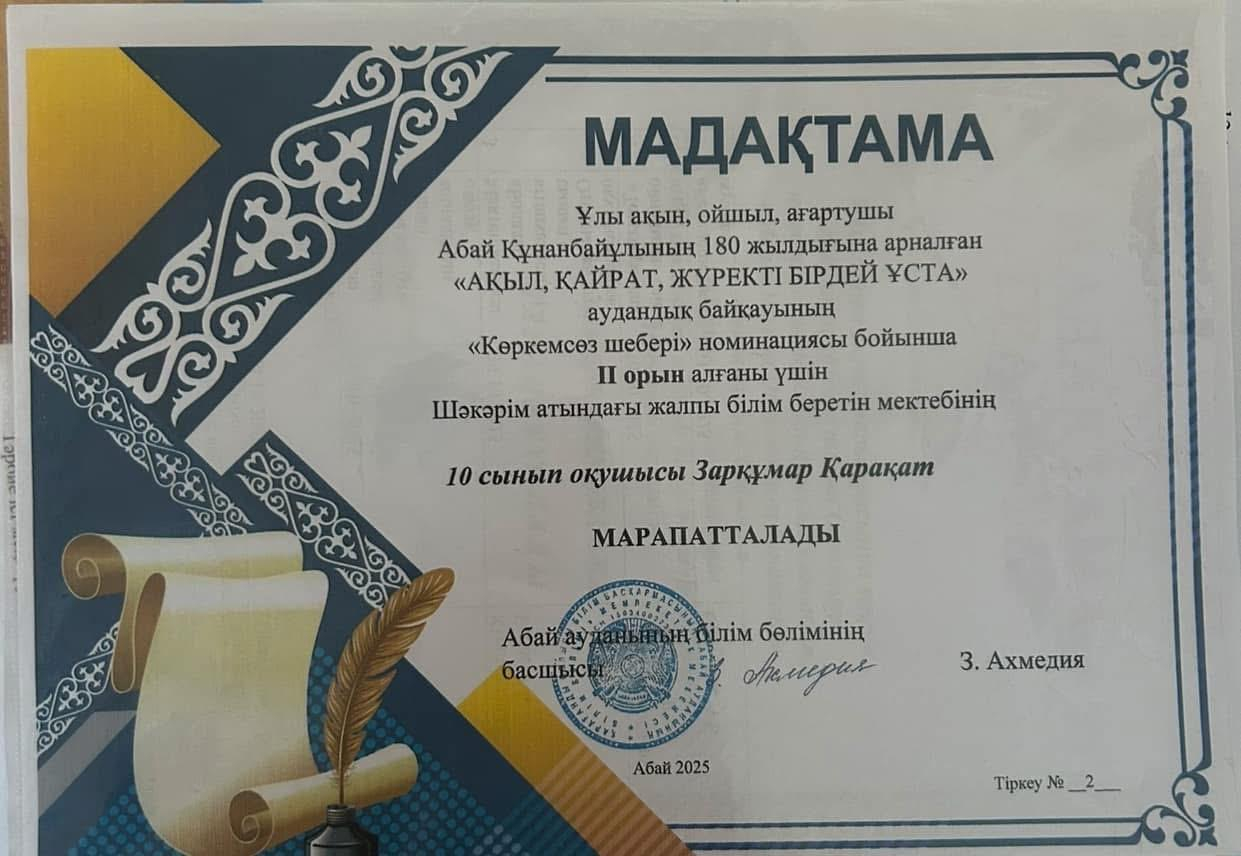 МАДАҚТАМА
Ұлы ақын, ойшыл, ағартушы
Абай Құнанбайұлының 180 жылдығына арналған
«АҚЫЛ, ҚАЙРАТ, ЖҮРЕКТІ БІРДЕЙ ҰСТА»
аудандық байқауының
«Көркемсөз шебері» номинациясы бойынша
II орын алғаны үшін
Шәкәрім атындағы жалпы білім беретін мектебінің
10 сынып оқушысы Зарқұмар Қарақат
МАРАПАТТАЛАДЫ
Абай ауданының білім бөлімінің
басшысы З. Ахмедия
Абай 2025
Тіркеу № __2___